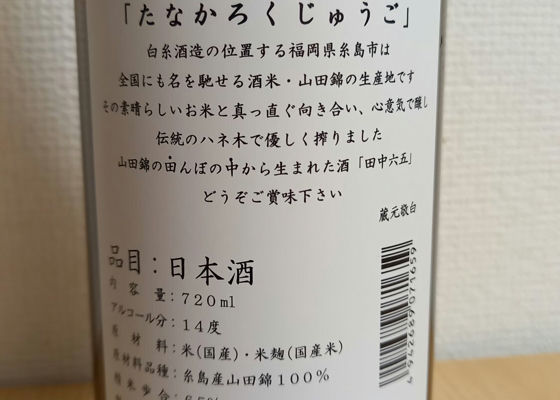 「たなかろくじゅうご」
白糸酒造の位置する福岡県糸島市は
全国にも名を馳せる酒米・山田錦の生産地です
その素晴らしいお米と真っ直ぐ向き合い、心意気で醸し
伝統のハネ木で優しく搾りました
山田錦の田んぼの中から生まれた酒「田中六五」
どうぞご賞味下さい
蔵元敬白
品目：日本酒
内容量：720ml
アルコール分：14度
原材料：米(国産)・米麹(国産米)
原材料品種：糸島産山田錦100%
精米歩合：65%
4942689071659